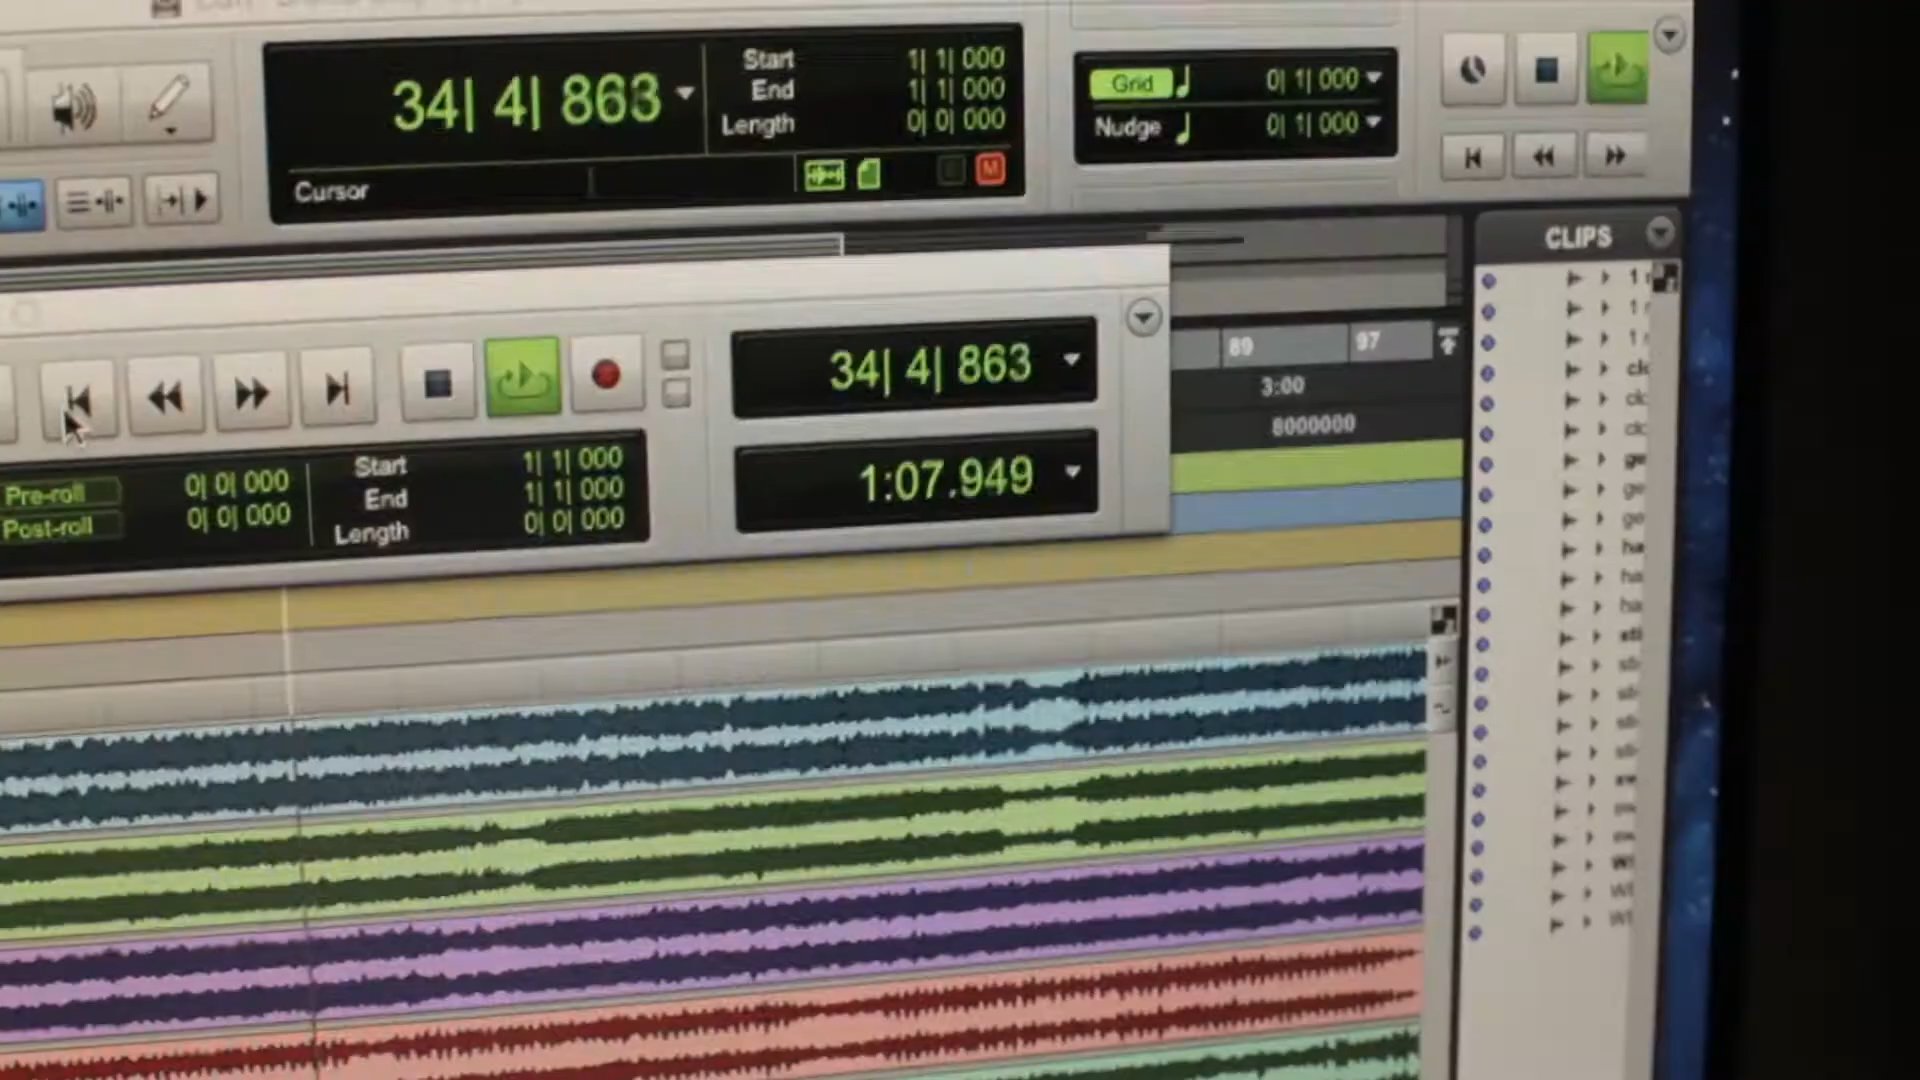 34| 4| 863
Start 1| 1| 000
End 1| 1| 000
Length 0| 0| 000
Cursor
M
Grid 0| 1| 000
Nudge 0| 1| 000
CLIPS
34| 4| 863
1:07.949
Pre-roll 0| 0| 000
Post-roll 0| 0| 000
Start 1| 1| 000
End 1| 1| 000
Length 0| 0| 000
89 97
3:00
8000000